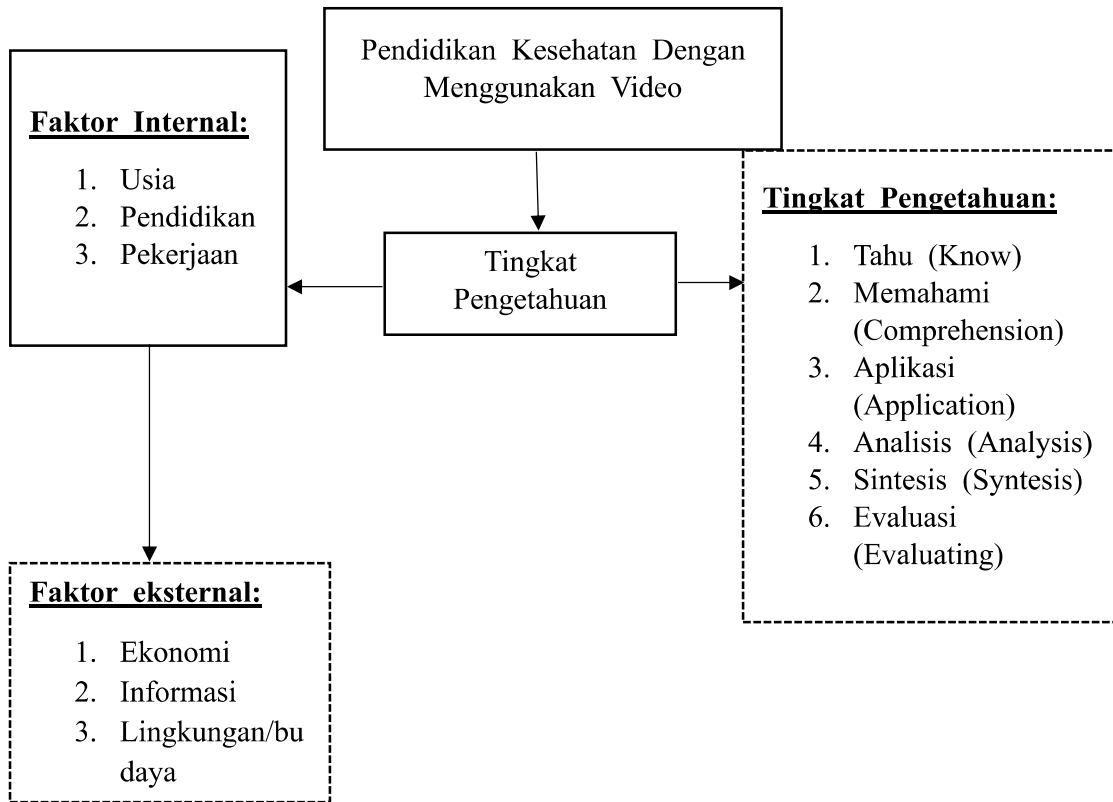 Pendidikan Kesehatan Dengan
Menggunakan Video
Faktor Internal:
1. Usia
2. Pendidikan
3. Pekerjaan
Tingkat
Pengetahuan
Tingkat Pengetahuan:
1. Tahu (Know)
2. Memahami
(Comprehension)
3. Aplikasi
(Application)
4. Analisis (Analysis)
5. Sintesis (Syntesis)
6. Evaluasi
(Evaluating)
Faktor eksternal:
1. Ekonomi
2. Informasi
3. Lingkungan/bu
daya